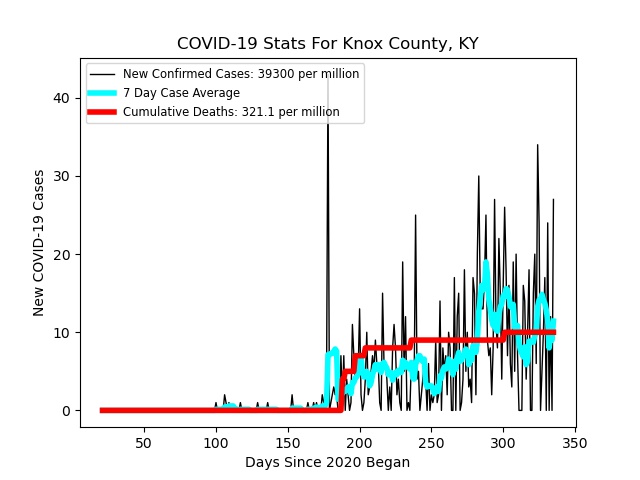 COVID-19 Stats For Knox County, KY
New Confirmed Cases: 39300 per million
7 Day Case Average
Cumulative Deaths: 321.1 per million
New COVID-19 Cases
40
30
20
10
0
50
100
150
200
250
300
350
Days Since 2020 Began